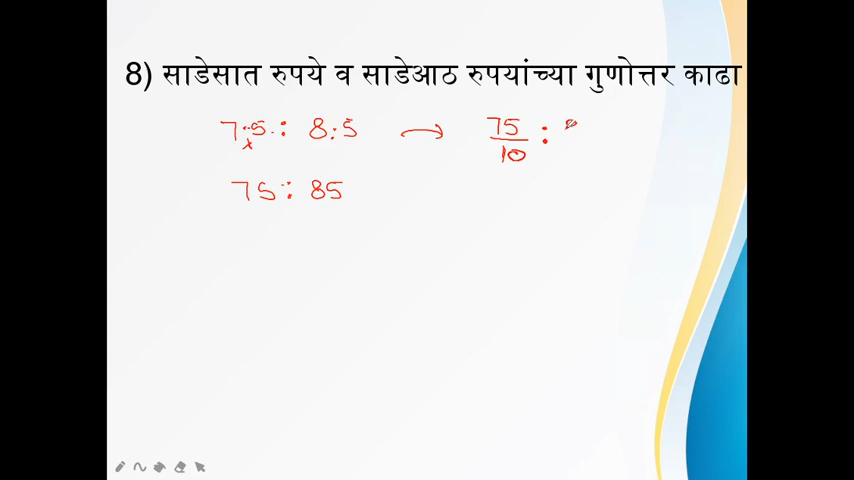 8) साडेसात रुपये व साडेआठ रुपयांच्या गुणोत्तर काढा
7.5 : 8.5 → 75/10 :
75 : 85